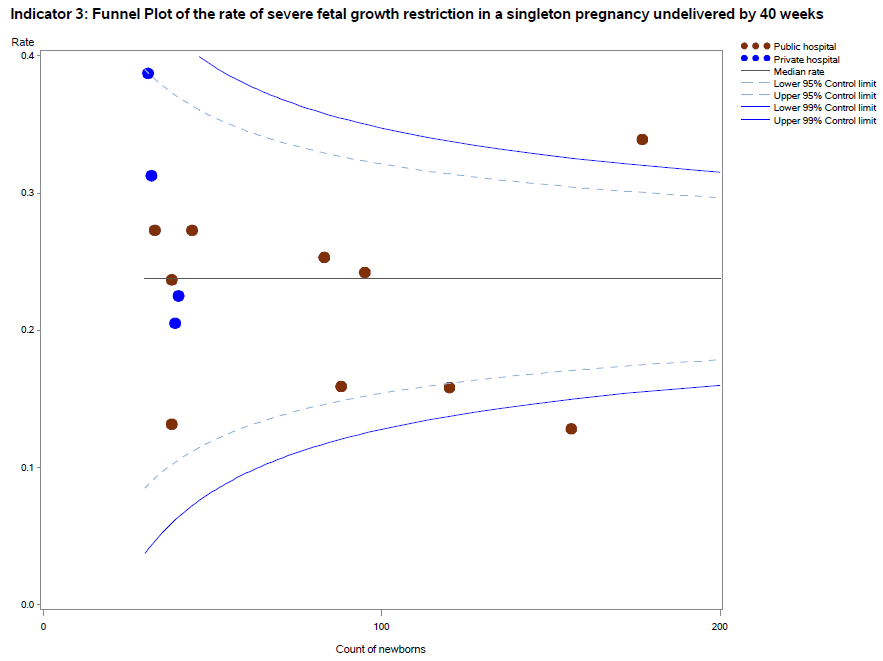 Indicator 3: Funnel Plot of the rate of severe fetal growth restriction in a singleton pregnancy undelivered by 40 weeks
Rate
0.4
0.3
0.2
0.1
0.0
0
100
200
Count of newborns
Public hospital
Private hospital
Median rate
Lower 95% Control limit
Upper 95% Control limit
Lower 99% Control limit
Upper 99% Control limit